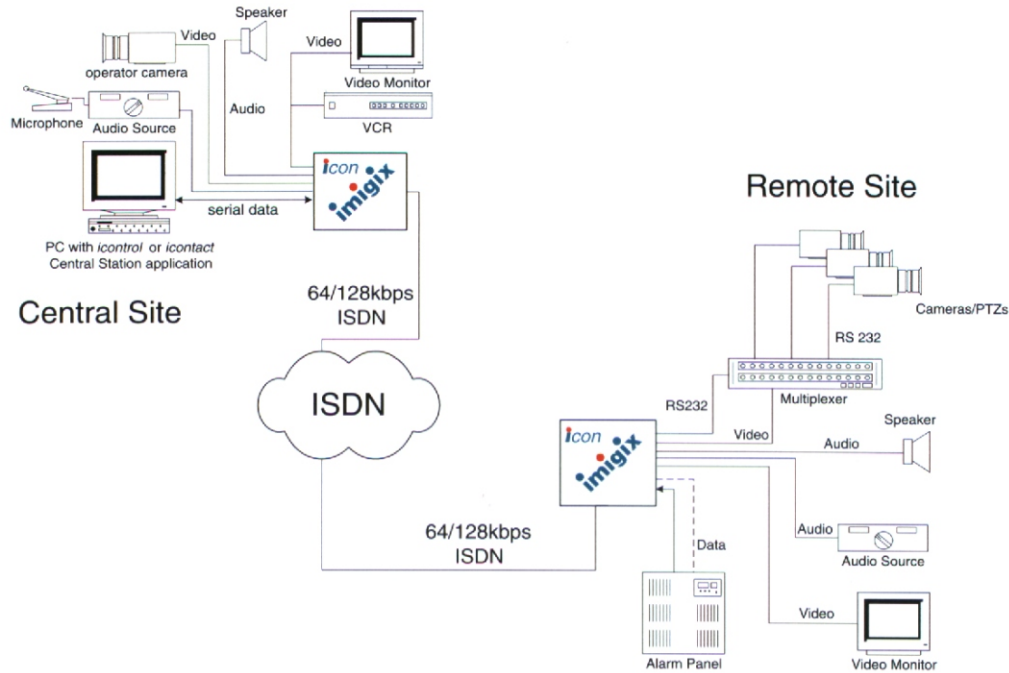 Speaker
Video
operator camera
Video
Video Monitor
Microphone
Audio Source
Audio
VCR
icon
imigix
serial data
PC with icontrol or icontact
Central Station application
Central Site
64/128kbps
ISDN
ISDN
64/128kbps
ISDN
Remote Site
Cameras/PTZs
RS 232
Multiplexer
RS232
Video
icon
imigix
Speaker
Audio
Audio
Audio Source
Data
Alarm Panel
Video
Video Monitor